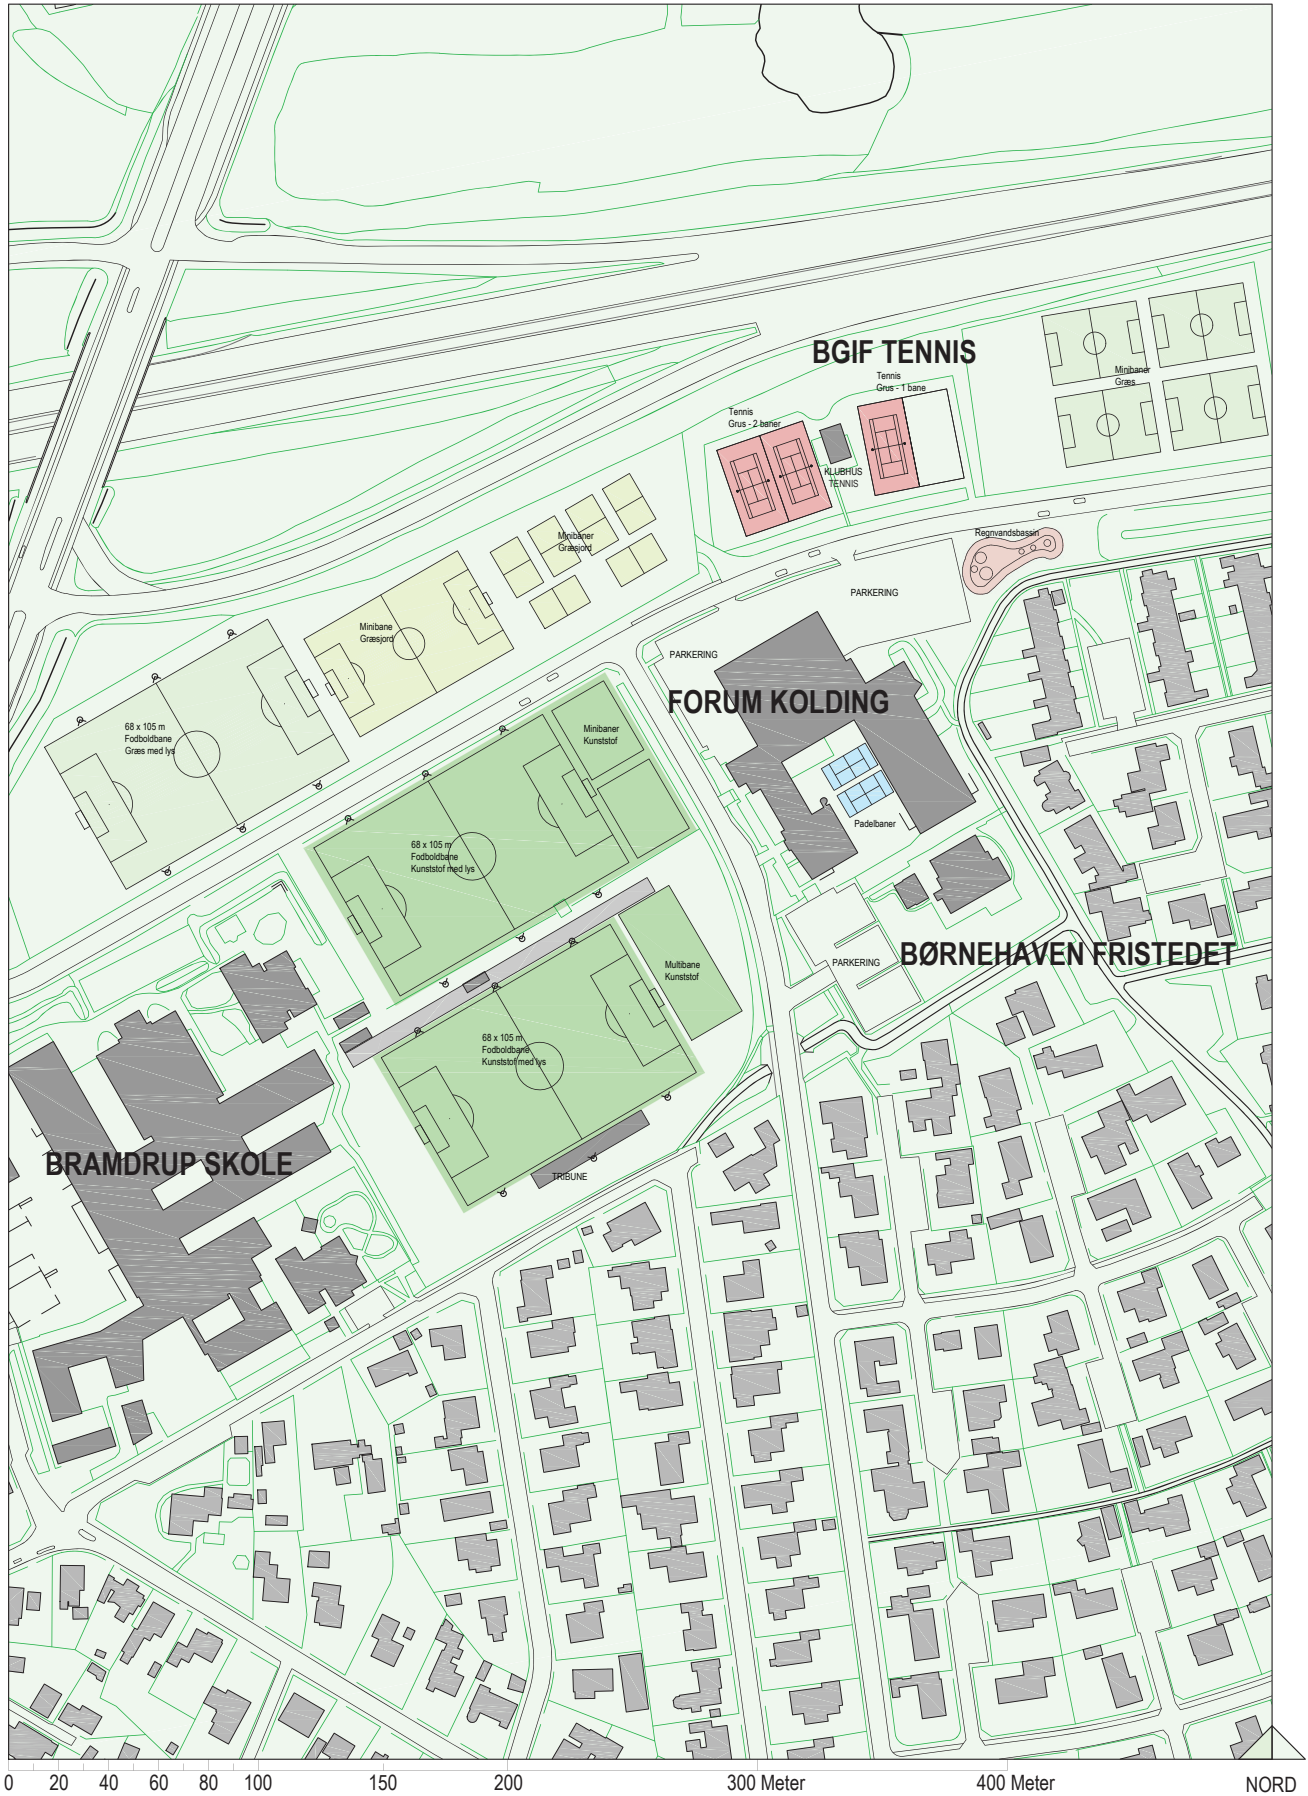 BGIF TENNIS
Tennis
Grus - 1 bane
Minibaner
Græs
Tennis
Grus - 2 baner
KLUBHUS
TENNIS
Minibaner
Græsjord
Regnvandsbassin
PARKERING
Minibane
Græsjord
PARKERING
FORUM KOLDING
68 x 105 m
Fodboldbane
Græs med lys
Minibaner
Kunststof
Padelbaner
68 x 105 m
Fodboldbane
Kunststof med lys
BØRNEHAVEN FRISTEDET
PARKERING
Multibane
Kunststof
68 x 105 m
Fodboldbane
Kunststof med lys
BRAMDRUP SKOLE
TRIBUNE
0 20 40 60 80 100 150 200 300 Meter 400 Meter NORD